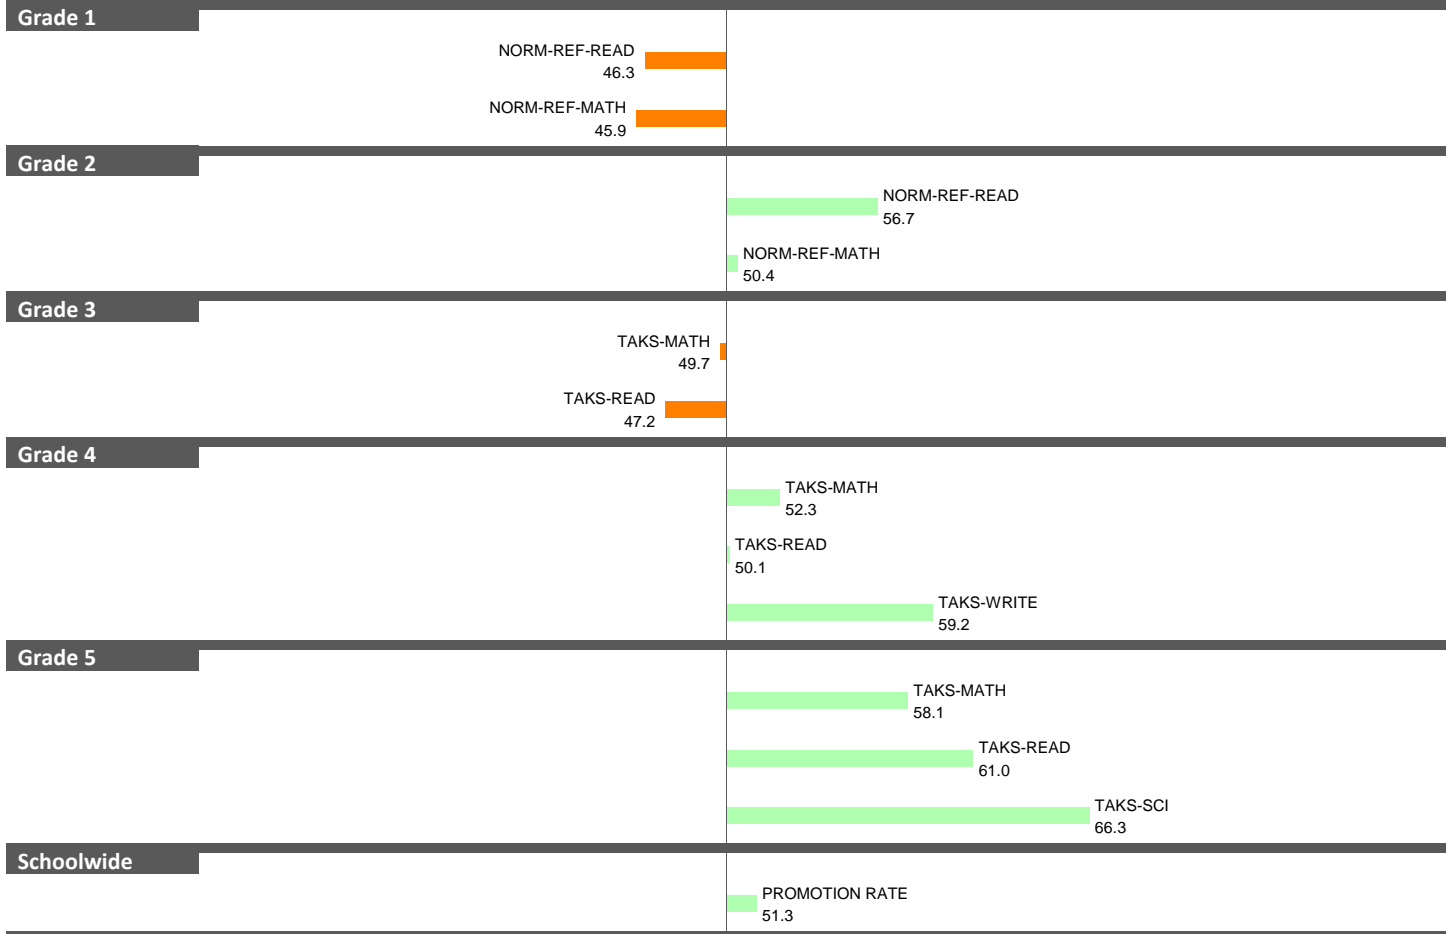 Grade 1
NORM-REF-READ
46.3
NORM-REF-MATH
45.9
Grade 2
NORM-REF-READ
56.7
NORM-REF-MATH
50.4
Grade 3
TAKS-MATH
49.7
TAKS-READ
47.2
Grade 4
TAKS-MATH
52.3
TAKS-READ
50.1
TAKS-WRITE
59.2
Grade 5
TAKS-MATH
58.1
TAKS-READ
61.0
TAKS-SCI
66.3
Schoolwide
PROMOTION RATE
51.3